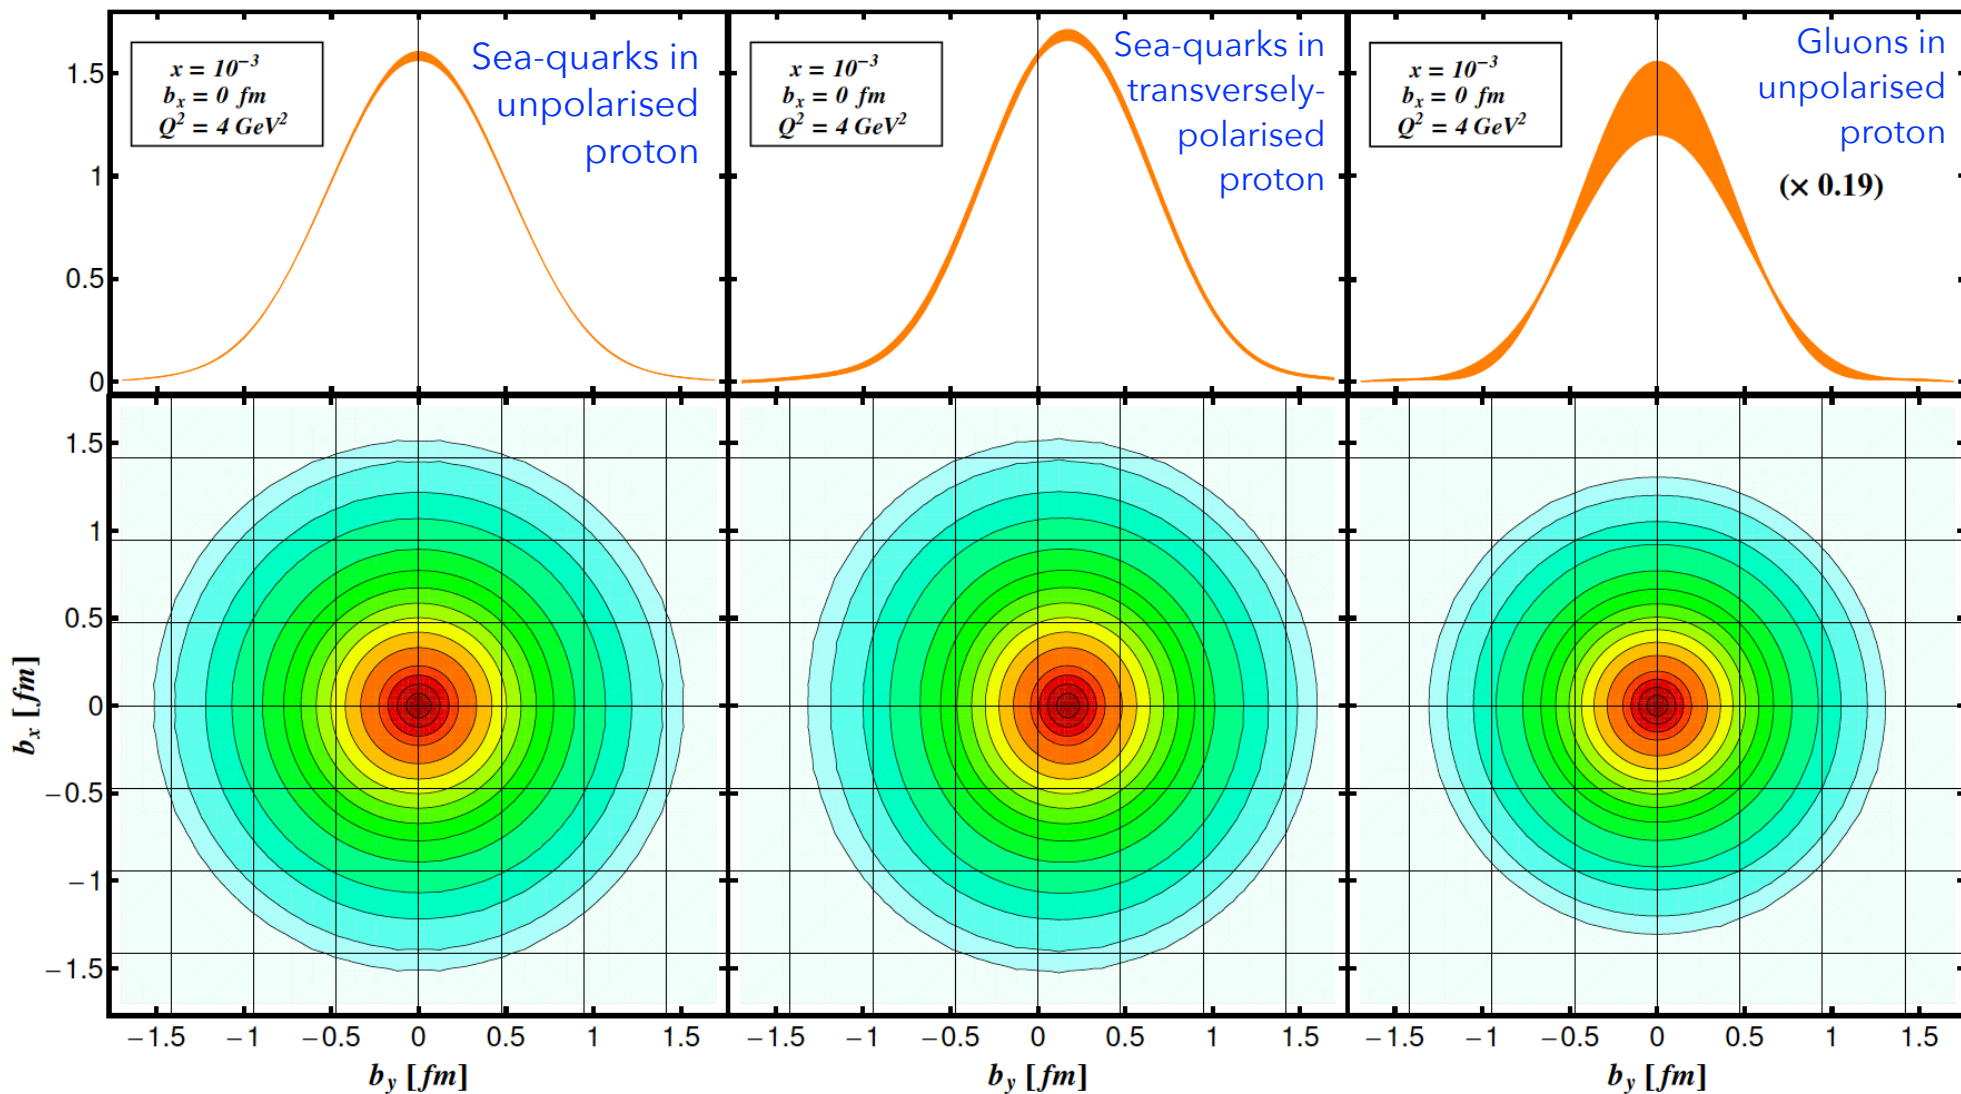 x = 10⁻³
b_x = 0 fm
Q² = 4 GeV²
Sea-quarks in
unpolarised
proton
x = 10⁻³
b_x = 0 fm
Q² = 4 GeV²
Sea-quarks in
transversely-
polarised
proton
x = 10⁻³
b_x = 0 fm
Q² = 4 GeV²
Gluons in
unpolarised
proton
(× 0.19)
1.5
1
0.5
0
1.5
1
0.5
0
−0.5
−1
−1.5
b_x [fm]
−1.5 −1 −0.5 0 0.5 1 1.5
−1.5 −1 −0.5 0 0.5 1 1.5
−1.5 −1 −0.5 0 0.5 1 1.5
b_y [fm]
b_y [fm]
b_y [fm]